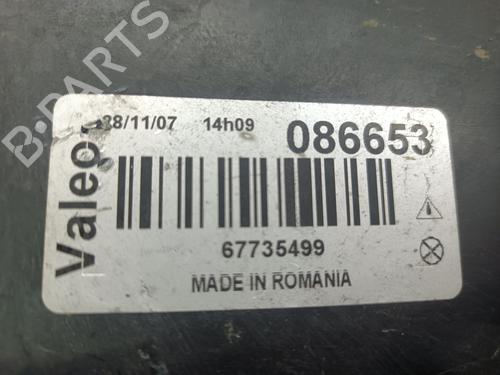 B-PARTS
Valeo
28/11/07 14h09 086653
67735499
MADE IN ROMANIA